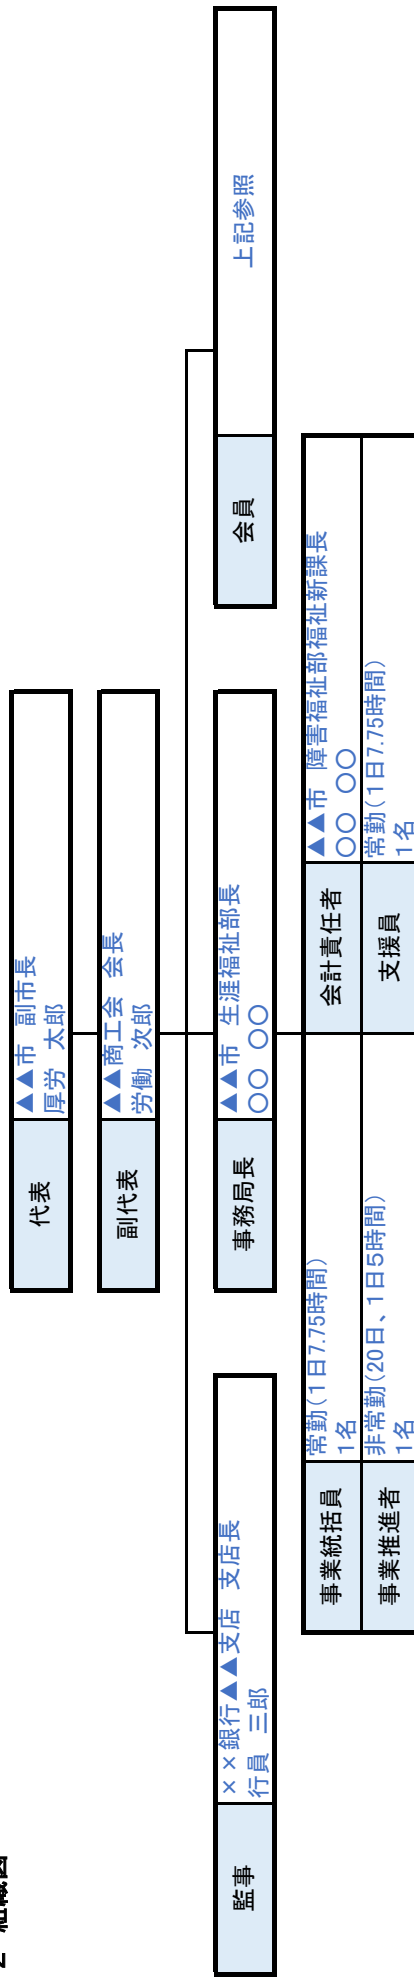 2　組織図
代表
▲▲市　副市長
厚労　太郎
副代表
▲▲商工会　会長
労働　次郎
監事
××銀行▲▲支店　支店長
行員　三郎
事務局長
▲▲市　生涯福祉部長
〇〇　〇〇
会員
上記参照
事業統括員
常勤(1日7.75時間)
1名
会計責任者
▲▲市　障害福祉部福祉新課長
〇〇　〇〇
事業推進者
非常勤(20日、1日5時間)
1名
支援員
常勤(1日7.75時間)
1名